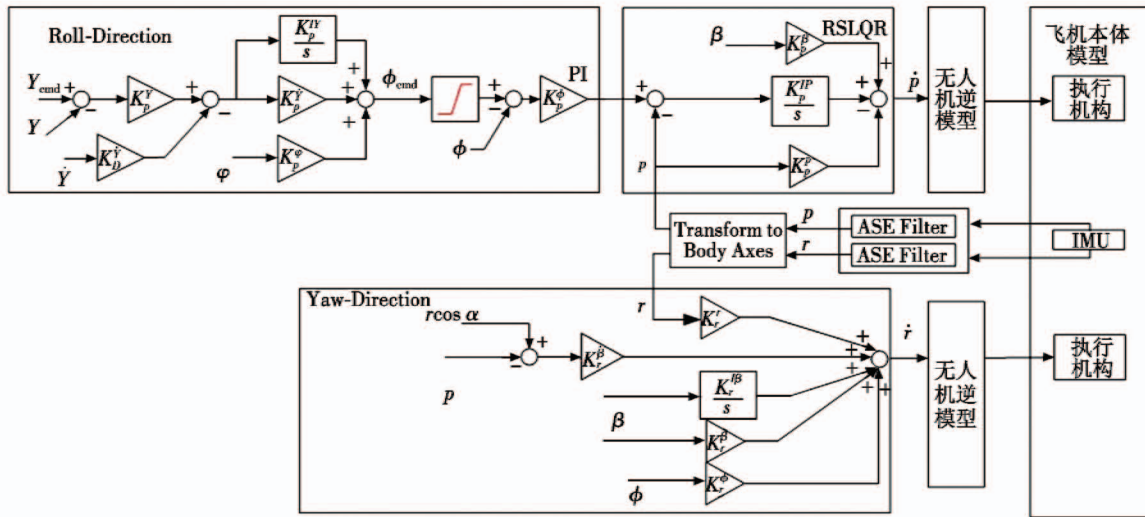 Roll-Direction
K_p^{IY}
s
Y_cmd
+
−
K_p^Y
+
−
K_p^Ẏ
+
+
+
ϕ_cmd
+
−
K_p^ϕ
PI
Y
Ẏ
K_D^Ẏ
φ
K_p^φ
ϕ
RSLQR
β
K_p^β
+
+
−
K_p^{IP}
s
+
−
−
ṗ
p
K_p^p
无人机逆模型
飞机本体
模型
执行
机构
Transform to
Body Axes
p
r
ASE Filter
ASE Filter
IMU
Yaw-Direction
r
K_r^r
rcos α
+
−
+
p
K_r^β̇
β
K_r^{Iβ}
s
K_r^β
ϕ
K_r^ϕ
+
+
+
+
+
ṙ
无人机逆模型
执行
机构